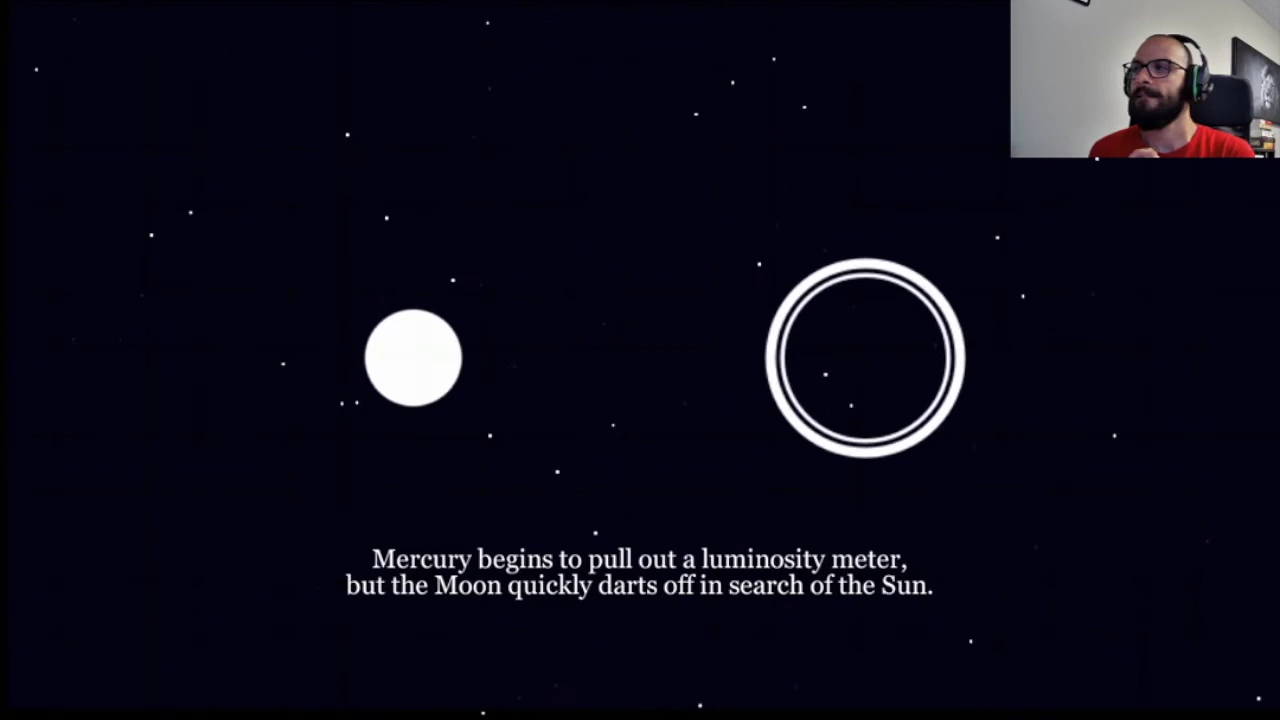 Mercury begins to pull out a luminosity meter,
but the Moon quickly darts off in search of the Sun.